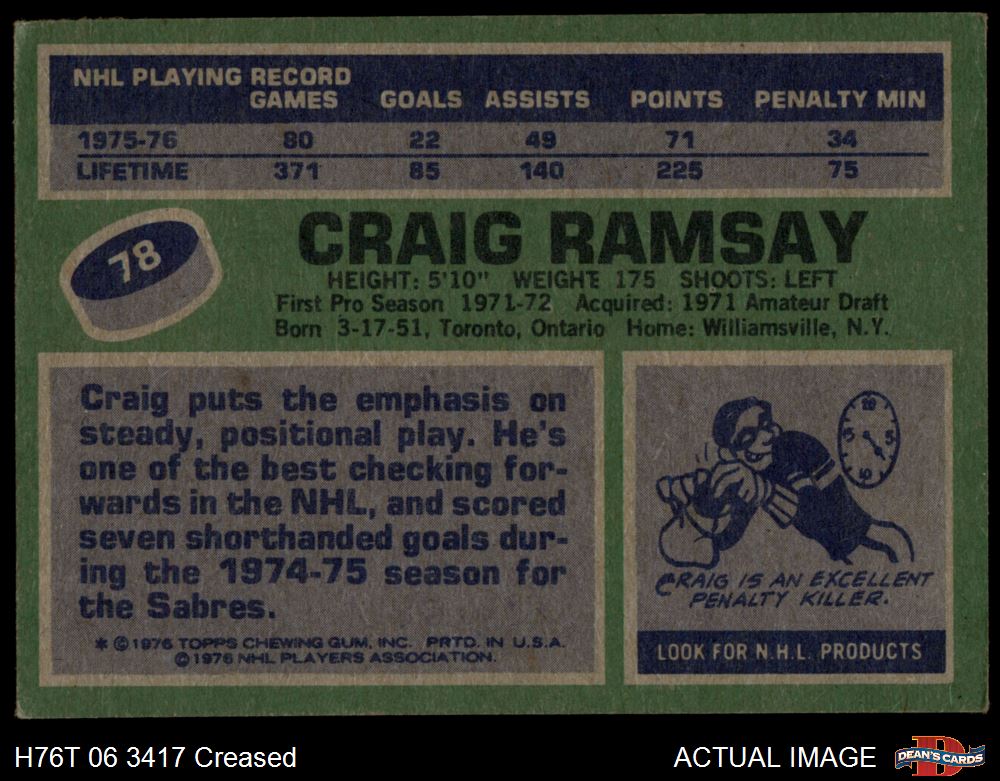 NHL PLAYING RECORD
GAMES GOALS ASSISTS POINTS PENALTY MIN
1975-76 80 22 49 71 34
LIFETIME 371 85 140 225 75
78
CRAIG RAMSAY
HEIGHT: 5'10" WEIGHT 175 SHOOTS: LEFT
First Pro Season 1971-72 Acquired: 1971 Amateur Draft
Born 3-17-51, Toronto, Ontario Home: Williamsville, N.Y.
Craig puts the emphasis on
steady, positional play. He's
one of the best checking for-
wards in the NHL, and scored
seven shorthanded goals dur-
ing the 1974-75 season for
the Sabres.
* © 1976 TOPPS CHEWING GUM, INC. PRTD. IN U.S.A.
© 1976 NHL PLAYERS ASSOCIATION.
CRAIG IS AN EXCELLENT
PENALTY KILLER.
LOOK FOR N.H.L. PRODUCTS
H76T 06 3417 Creased
ACTUAL IMAGE
DEAN'S CARDS